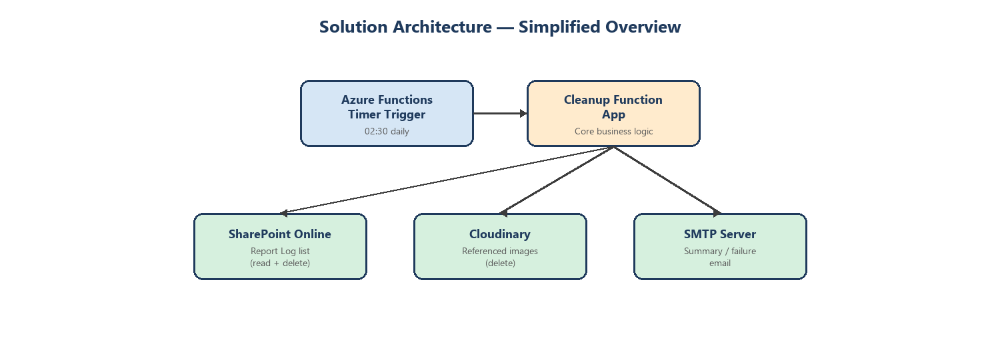 Solution Architecture — Simplified Overview
Azure Functions
Timer Trigger
02:30 daily
Cleanup Function
App
Core business logic
SharePoint Online
Report Log list
(read + delete)
Cloudinary
Referenced images
(delete)
SMTP Server
Summary / failure
email